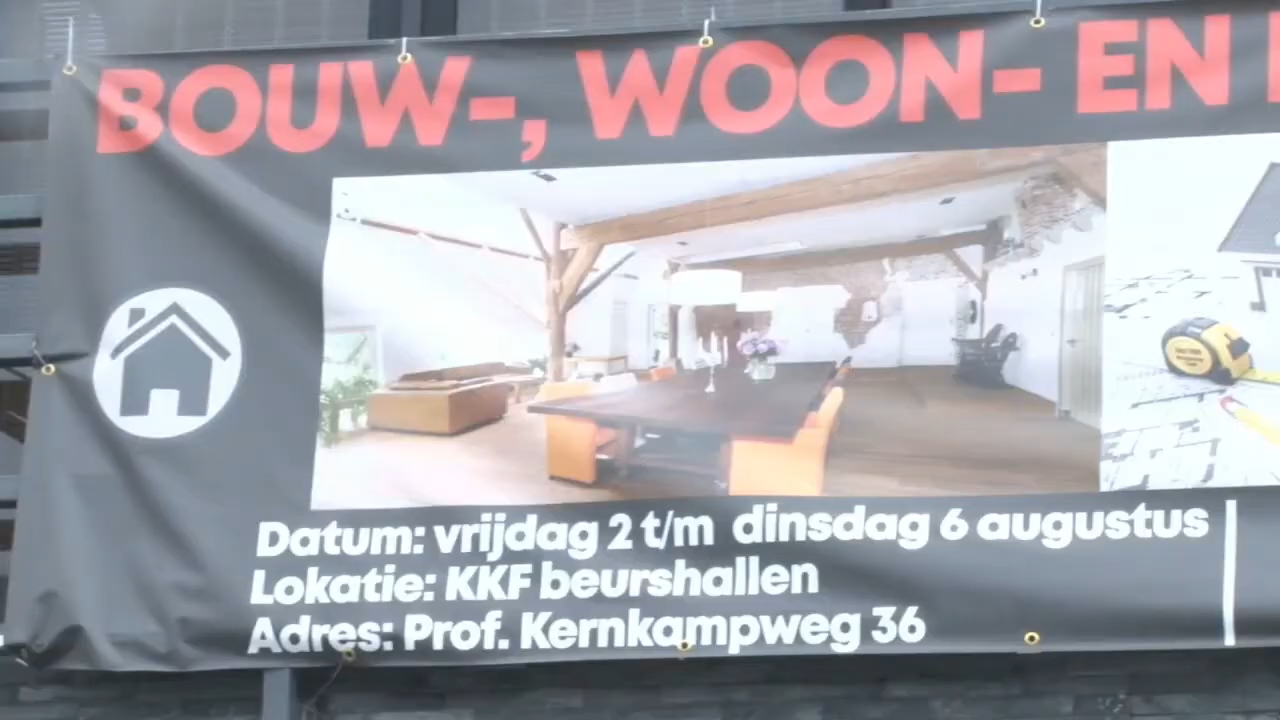 BOUW-, WOON- EN
Datum: vrijdag 2 t/m dinsdag 6 augustus
Lokatie: KKF beurshallen
Adres: Prof. Kernkampweg 36